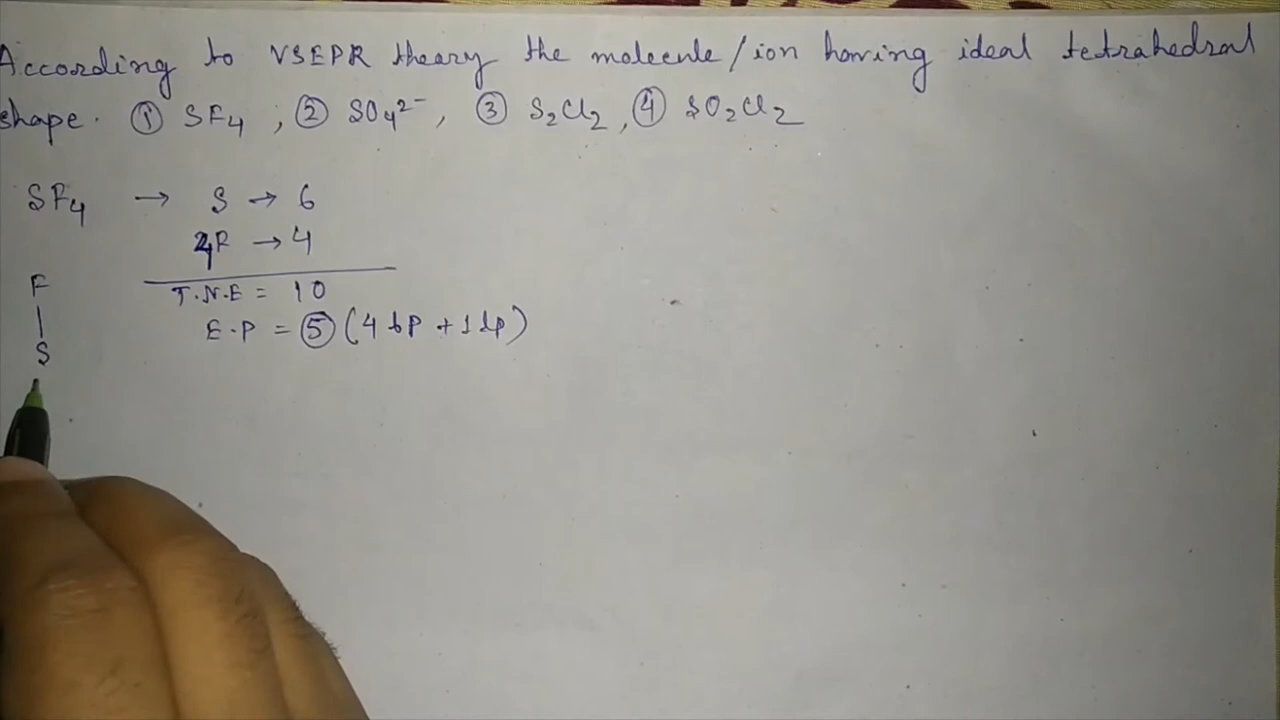 According to VSEPR theory the molecule/ion having ideal tetrahedral
shape. ① SF4 ; ② SO4²⁻, ③ S2Cl2, ④ SO2Cl2
SF4 → S → 6
4F → 4
T.N.E = 10
E.P = ⑤ (4 bp + 1 lp)
F
|
S